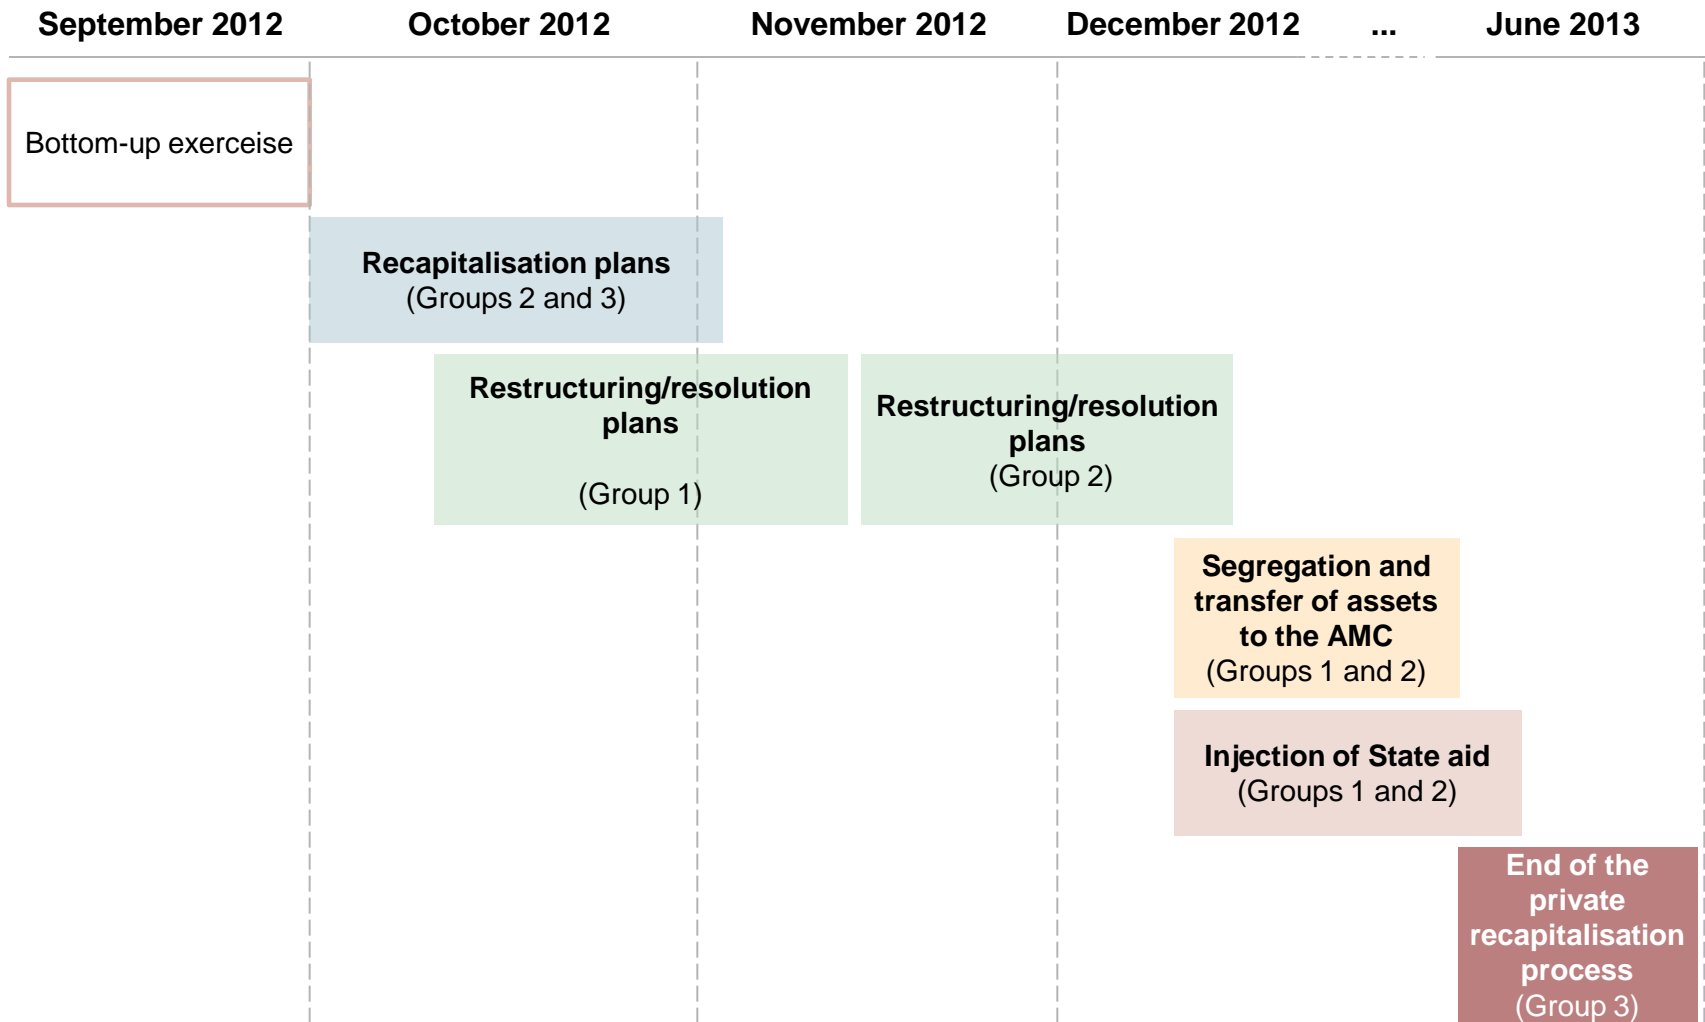 September 2012 October 2012 November 2012 December 2012 ... June 2013
Bottom-up exerceise
Recapitalisation plans
(Groups 2 and 3)
Restructuring/resolution
plans
(Group 1)
Restructuring/resolution
plans
(Group 2)
Segregation and
transfer of assets
to the AMC
(Groups 1 and 2)
Injection of State aid
(Groups 1 and 2)
End of the
private
recapitalisation
process
(Group 3)